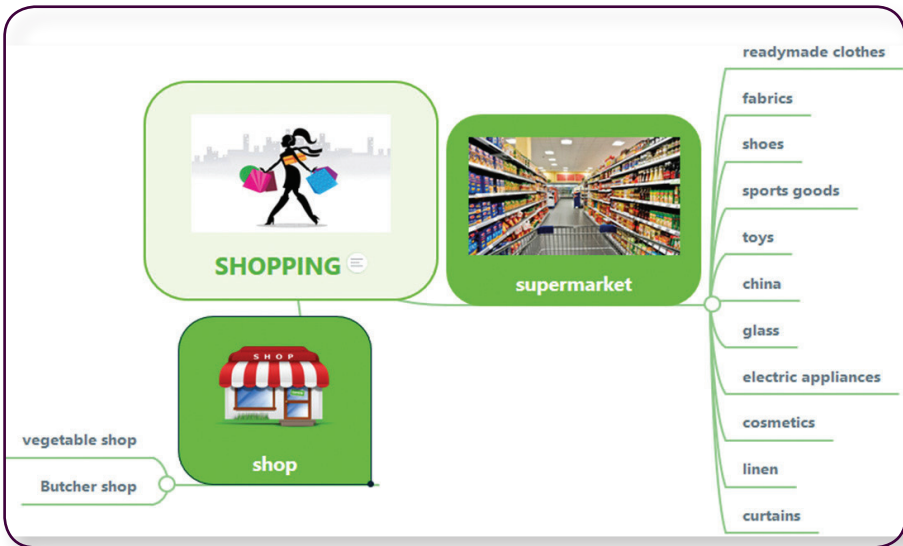 SHOPPING
supermarket
readymade clothes
fabrics
shoes
sports goods
toys
china
glass
electric appliances
cosmetics
linen
curtains
SHOP
shop
vegetable shop
Butcher shop